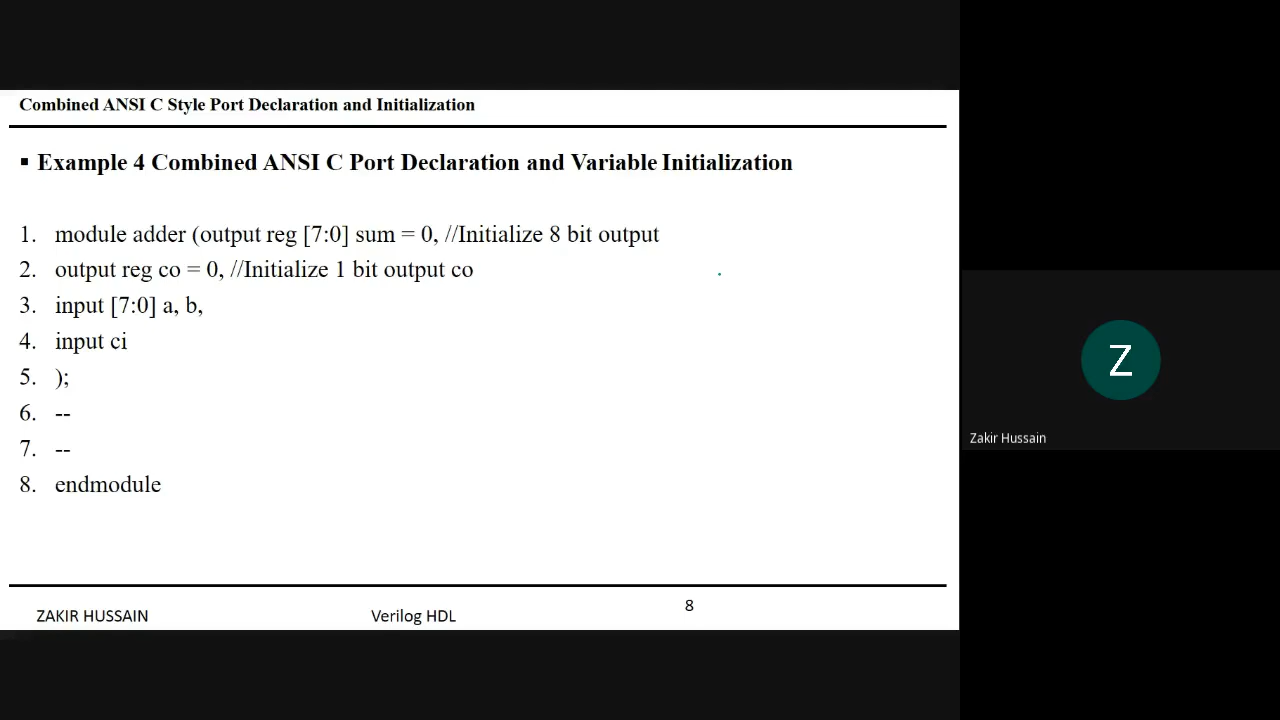 Combined ANSI C Style Port Declaration and Initialization
▪ Example 4 Combined ANSI C Port Declaration and Variable Initialization
1. module adder (output reg [7:0] sum = 0, //Initialize 8 bit output
2. output reg co = 0, //Initialize 1 bit output co
3. input [7:0] a, b,
4. input ci
5. );
6. --
7. --
8. endmodule
ZAKIR HUSSAIN Verilog HDL 8
Z
Zakir Hussain